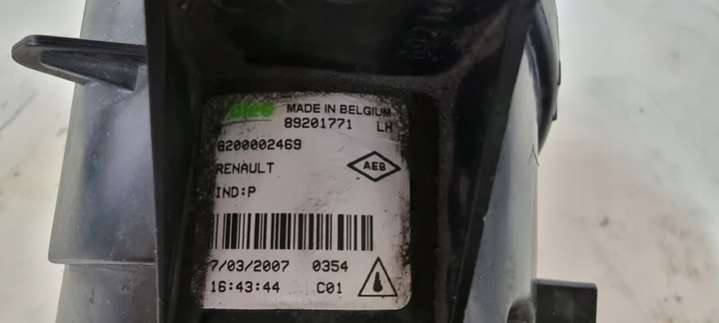 MADE IN BELGIUM
89201771 LH
8200002469
RENAULT
AEB
IND:P
7/03/2007 0354
16:43:44 C01